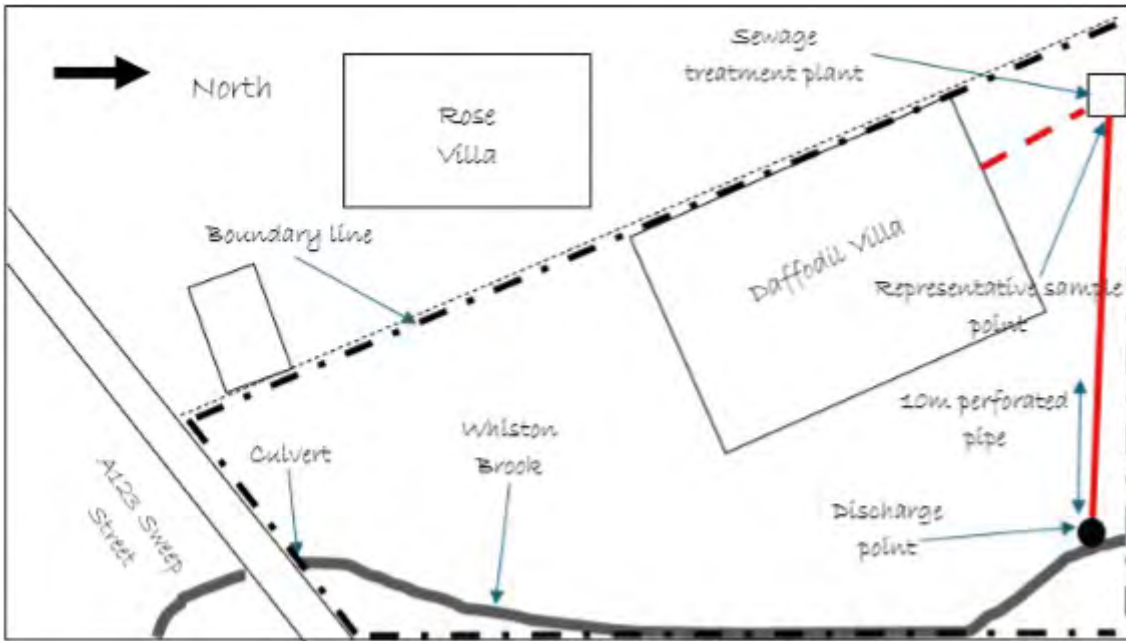 North
Rose
Villa
Sewage
treatment plant
Boundary line
Daffodil Villa
Representative sample
point
Culvert
Whiston
Brook
10m perforated
pipe
A123 Sweep
Street
Discharge
point